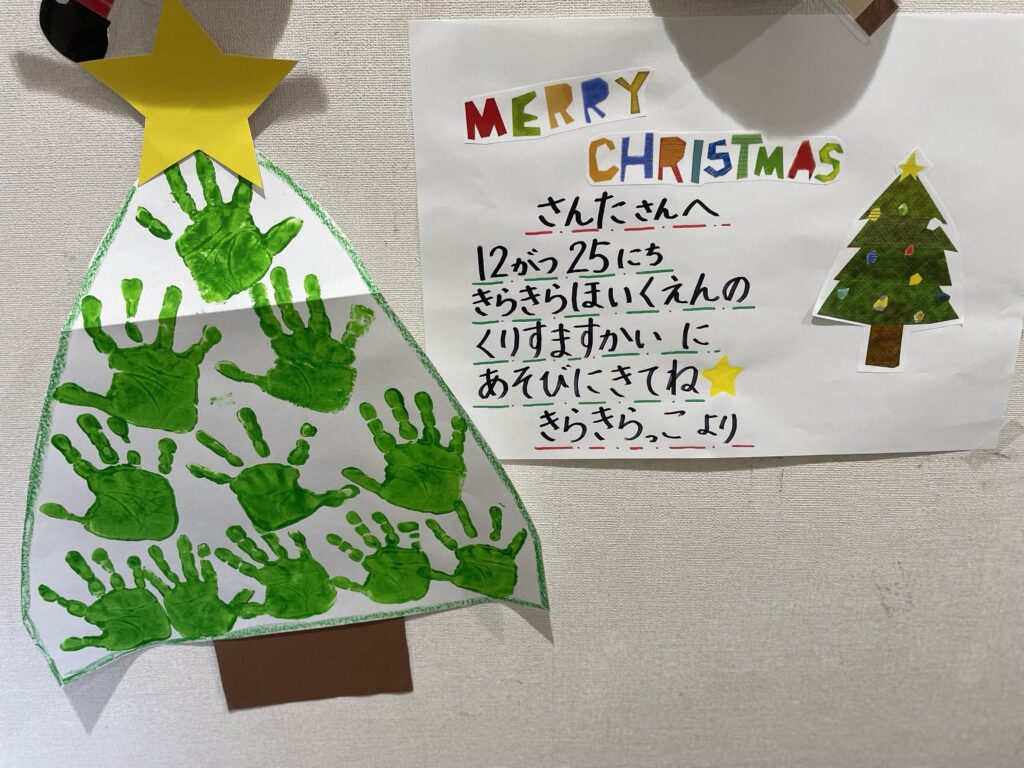 MERRY
CHRISTMAS
さんたさんへ
12がつ25にち
きらきらほいくえんの
くりすますかいに
あそびにきてね
きらきらっこより